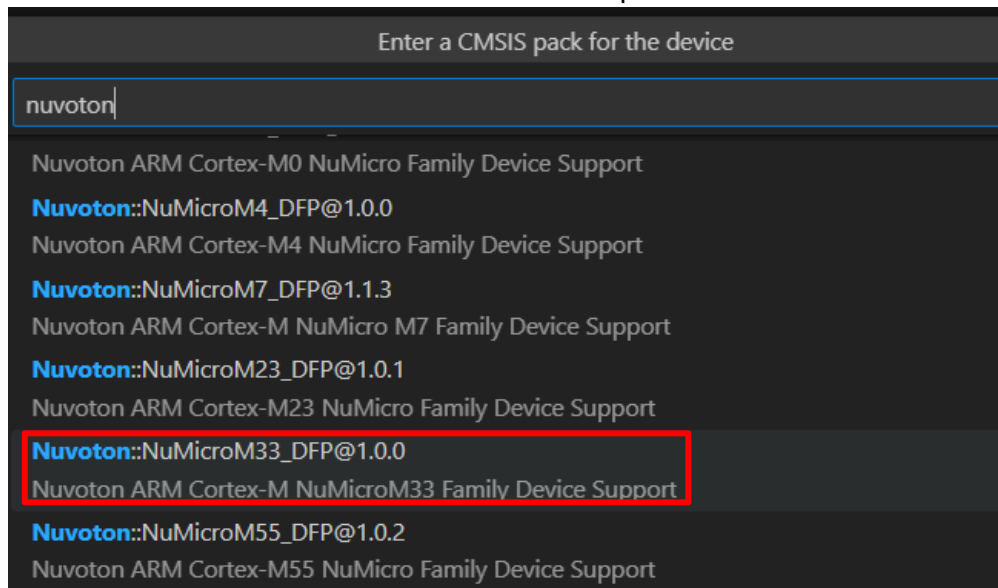 Enter a CMSIS pack for the device
nuvoton
Nuvoton ARM Cortex-M0 NuMicro Family Device Support
Nuvoton::NuMicroM4_DFP@1.0.0
Nuvoton ARM Cortex-M4 NuMicro Family Device Support
Nuvoton::NuMicroM7_DFP@1.1.3
Nuvoton ARM Cortex-M NuMicro M7 Family Device Support
Nuvoton::NuMicroM23_DFP@1.0.1
Nuvoton ARM Cortex-M23 NuMicro Family Device Support
Nuvoton::NuMicroM33_DFP@1.0.0
Nuvoton ARM Cortex-M NuMicroM33 Family Device Support
Nuvoton::NuMicroM55_DFP@1.0.2
Nuvoton ARM Cortex-M55 NuMicro Family Device Support